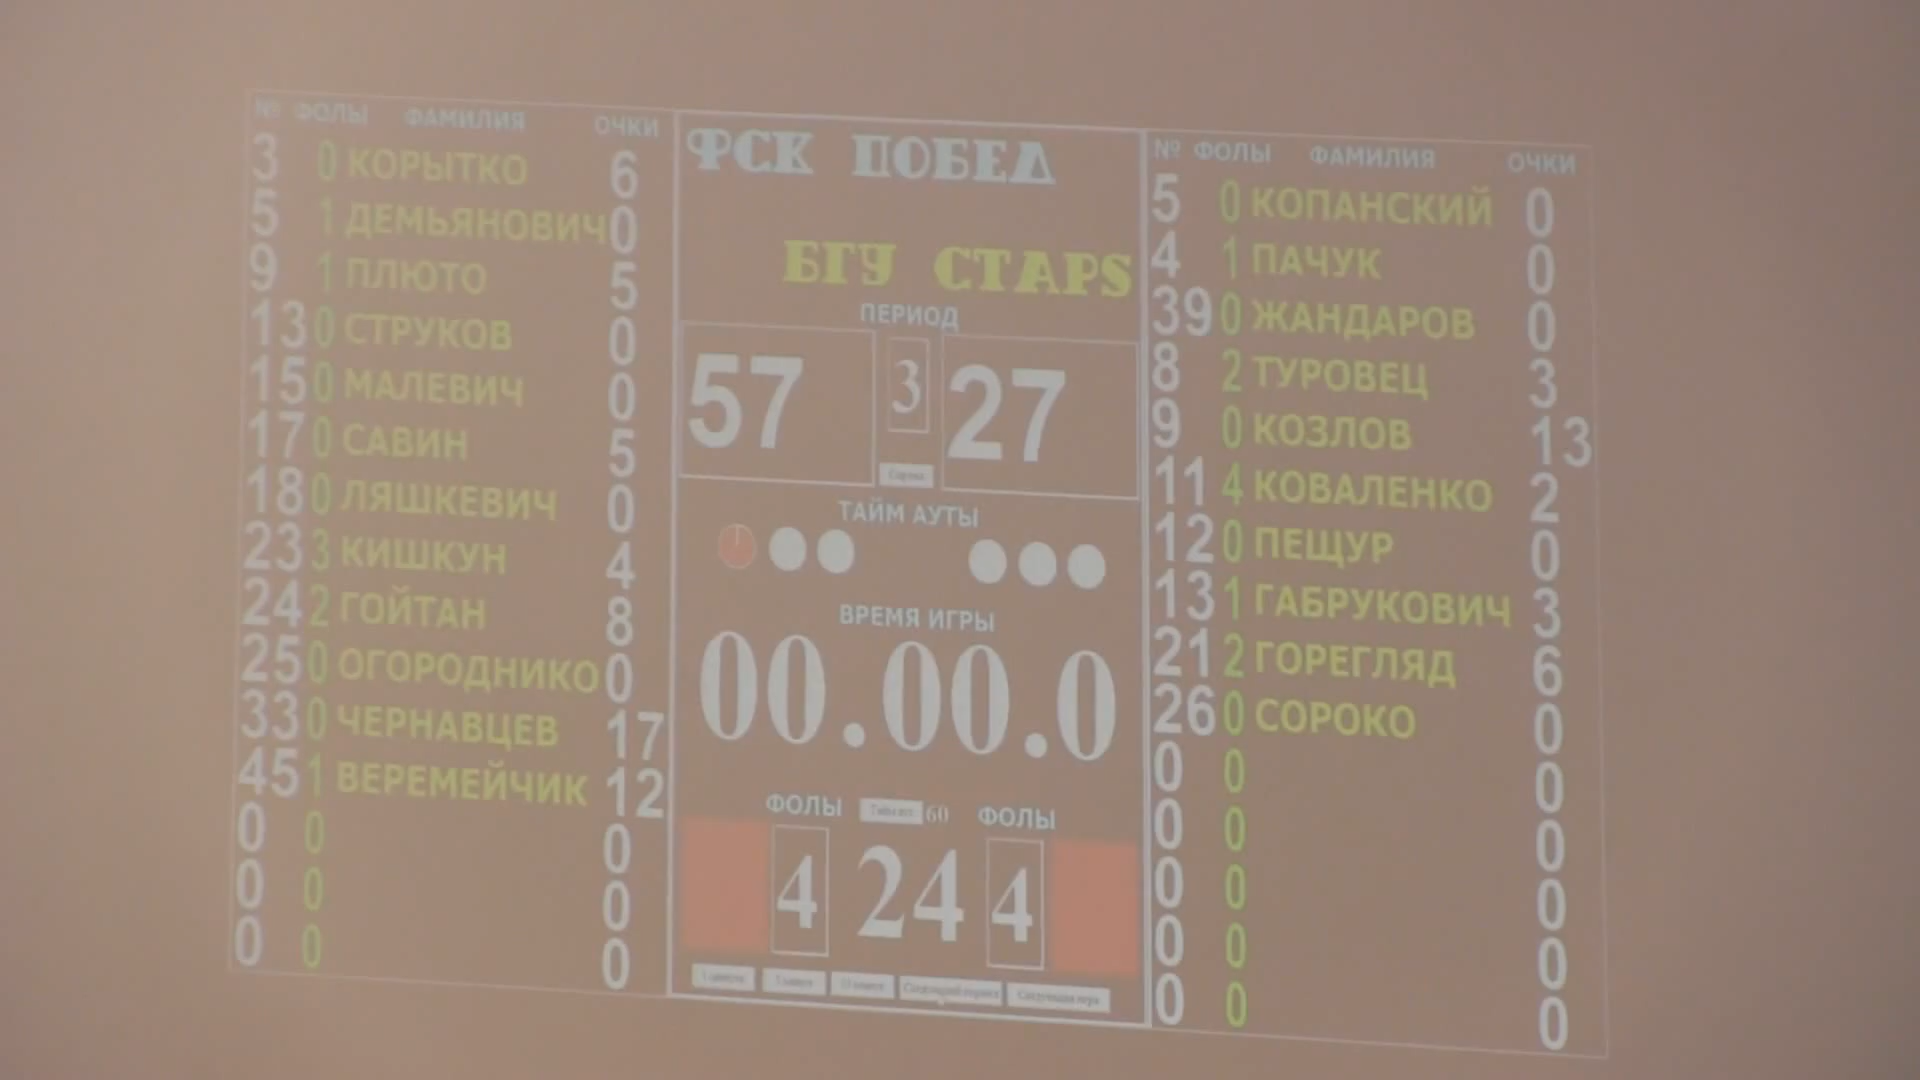 № ФОЛЫ ФАМИЛИЯ ОЧКИ
3 0 КОРЫТКО 6
5 1 ДЕМЬЯНОВИЧ 0
9 1 ПЛЮТО 5
13 0 СТРУКОВ 0
15 0 МАЛЕВИЧ 0
17 0 САВИН 5
18 0 ЛЯШКЕВИЧ 0
23 3 КИШКУН 4
24 2 ГОЙТАН 8
25 0 ОГОРОДНИКО 0
33 0 ЧЕРНАВЦЕВ 17
45 1 ВЕРЕМЕЙЧИК 12
0 0 0
0 0 0
0 0 0
ФСК ПОБЕД
БГУ СТАРS
ПЕРИОД
57 3 27
ТАЙМ АУТЫ
ВРЕМЯ ИГРЫ
00.00.0
ФОЛЫ 60 ФОЛЫ
4 24 4
Следующий период Следующая игра
№ ФОЛЫ ФАМИЛИЯ ОЧКИ
5 0 КОПАНСКИЙ 0
4 1 ПАЧУК 0
39 0 ЖАНДАРОВ 0
8 2 ТУРОВЕЦ 3
9 0 КОЗЛОВ 13
11 4 КОВАЛЕНКО 2
12 0 ПЕЩУР 0
13 1 ГАБРУКОВИЧ 3
21 2 ГОРЕГЛЯД 6
26 0 СОРОКО 0
0 0 0
0 0 0
0 0 0
0 0 0
0 0 0